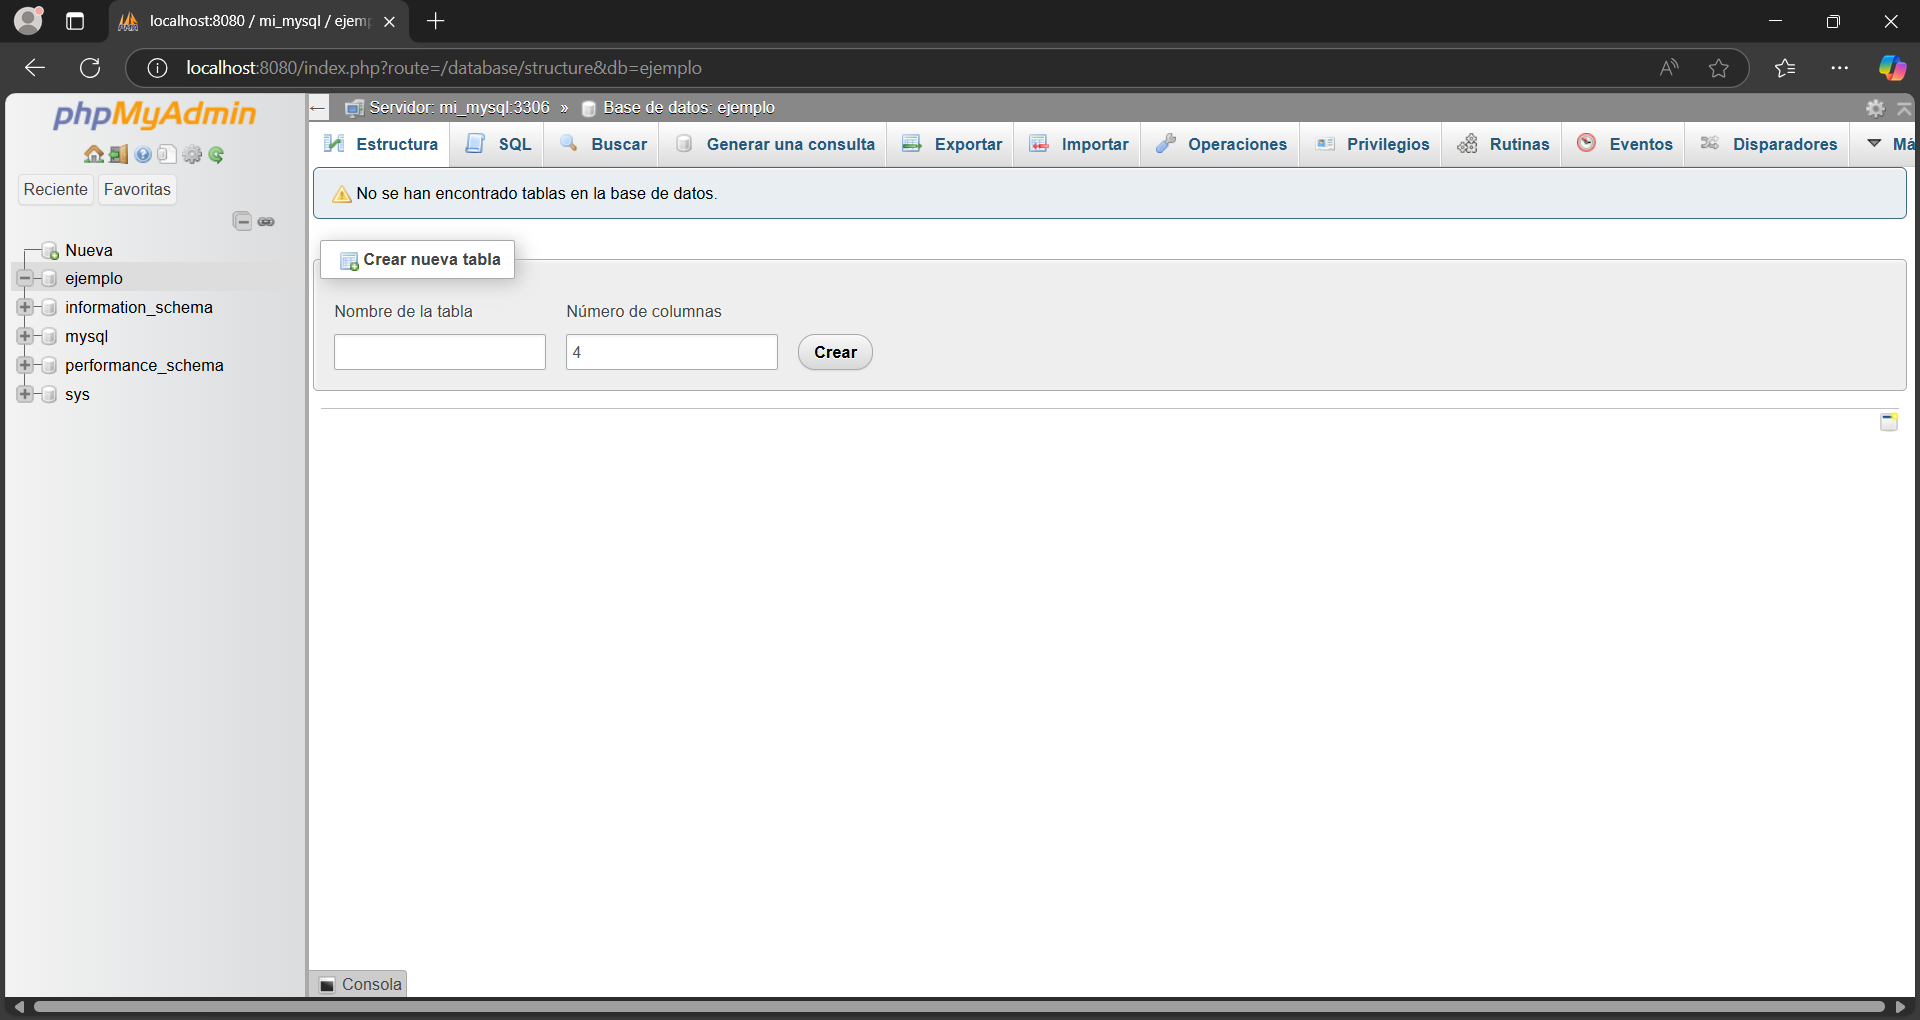 localhost:8080 / mi_mysql / ejemp
localhost:8080/index.php?route=/database/structure&db=ejemplo
phpMyAdmin
Servidor: mi_mysql:3306 » Base de datos: ejemplo
Estructura SQL Buscar Generar una consulta Exportar Importar Operaciones Privilegios Rutinas Eventos Disparadores Má
Reciente Favoritas
No se han encontrado tablas en la base de datos.
Nueva
ejemplo
information_schema
mysql
performance_schema
sys
Crear nueva tabla
Nombre de la tabla Número de columnas
4 Crear
Consola